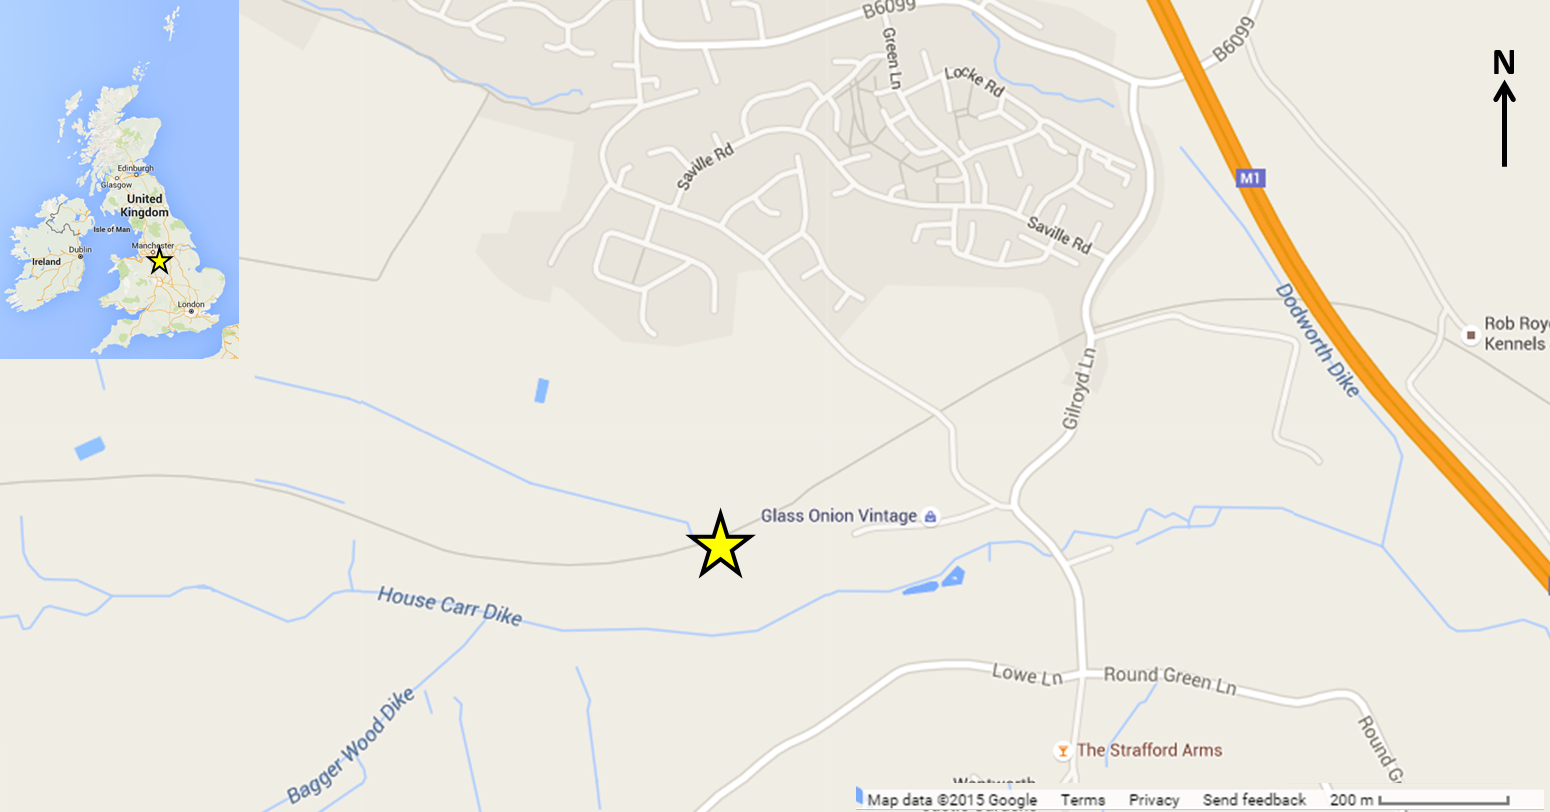 B6099
Green Ln
Locke Rd
B6099
N
Edinburgh
Glasgow
United
Kingdom
Isle of Man
Manchester
Dublin
Ireland
London
Saville Rd
M1
Saville Rd
Dodworth Dike
Rob Roy
Kennels
Gilroyd Ln
Glass Onion Vintage
House Carr Dike
Bagger Wood Dike
Lowe Ln
Round Green Ln
Round G
The Strafford Arms
Wentworth
Map data ©2015 Google
Terms
Privacy
Send feedback
200 m